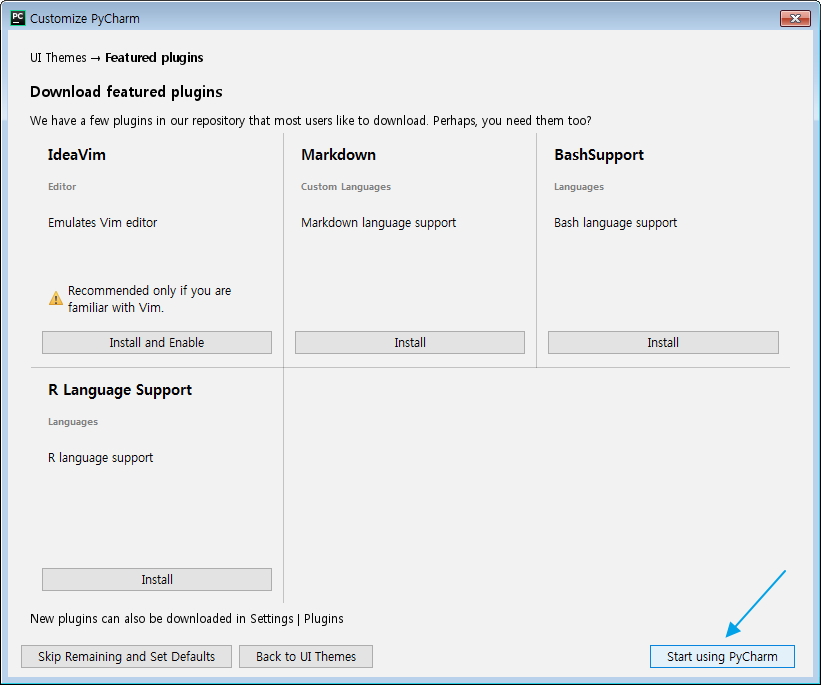 PC Customize PyCharm
UI Themes → Featured plugins
Download featured plugins
We have a few plugins in our repository that most users like to download. Perhaps, you need them too?
IdeaVim
Editor
Emulates Vim editor
Recommended only if you are
familiar with Vim.
Install and Enable
Markdown
Custom Languages
Markdown language support
Install
BashSupport
Languages
Bash language support
Install
R Language Support
Languages
R language support
Install
New plugins can also be downloaded in Settings | Plugins
Skip Remaining and Set Defaults
Back to UI Themes
Start using PyCharm